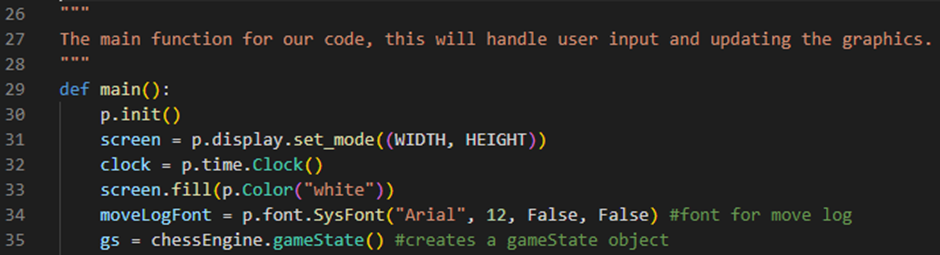 26 """
27 The main function for our code, this will handle user input and updating the graphics.
28 """
29 def main():
30     p.init()
31     screen = p.display.set_mode((WIDTH, HEIGHT))
32     clock = p.time.Clock()
33     screen.fill(p.Color("white"))
34     moveLogFont = p.font.SysFont("Arial", 12, False, False) #font for move log
35     gs = chessEngine.gameState() #creates a gameState object